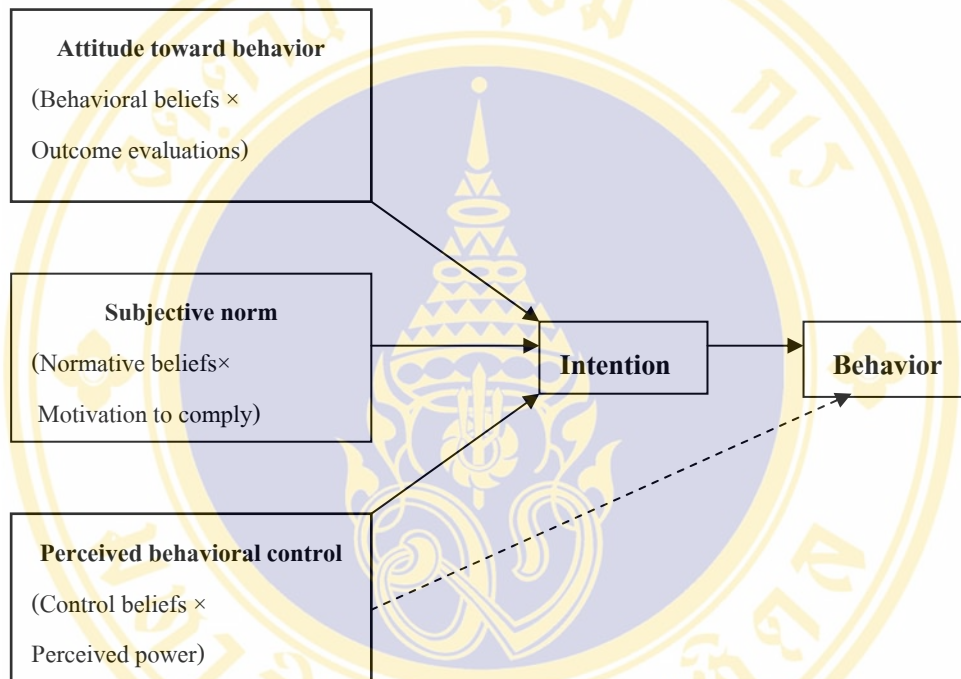 Attitude toward behavior
(Behavioral beliefs ×
Outcome evaluations)
Subjective norm
(Normative beliefs×
Motivation to comply)
Intention
Behavior
Perceived behavioral control
(Control beliefs ×
Perceived power)